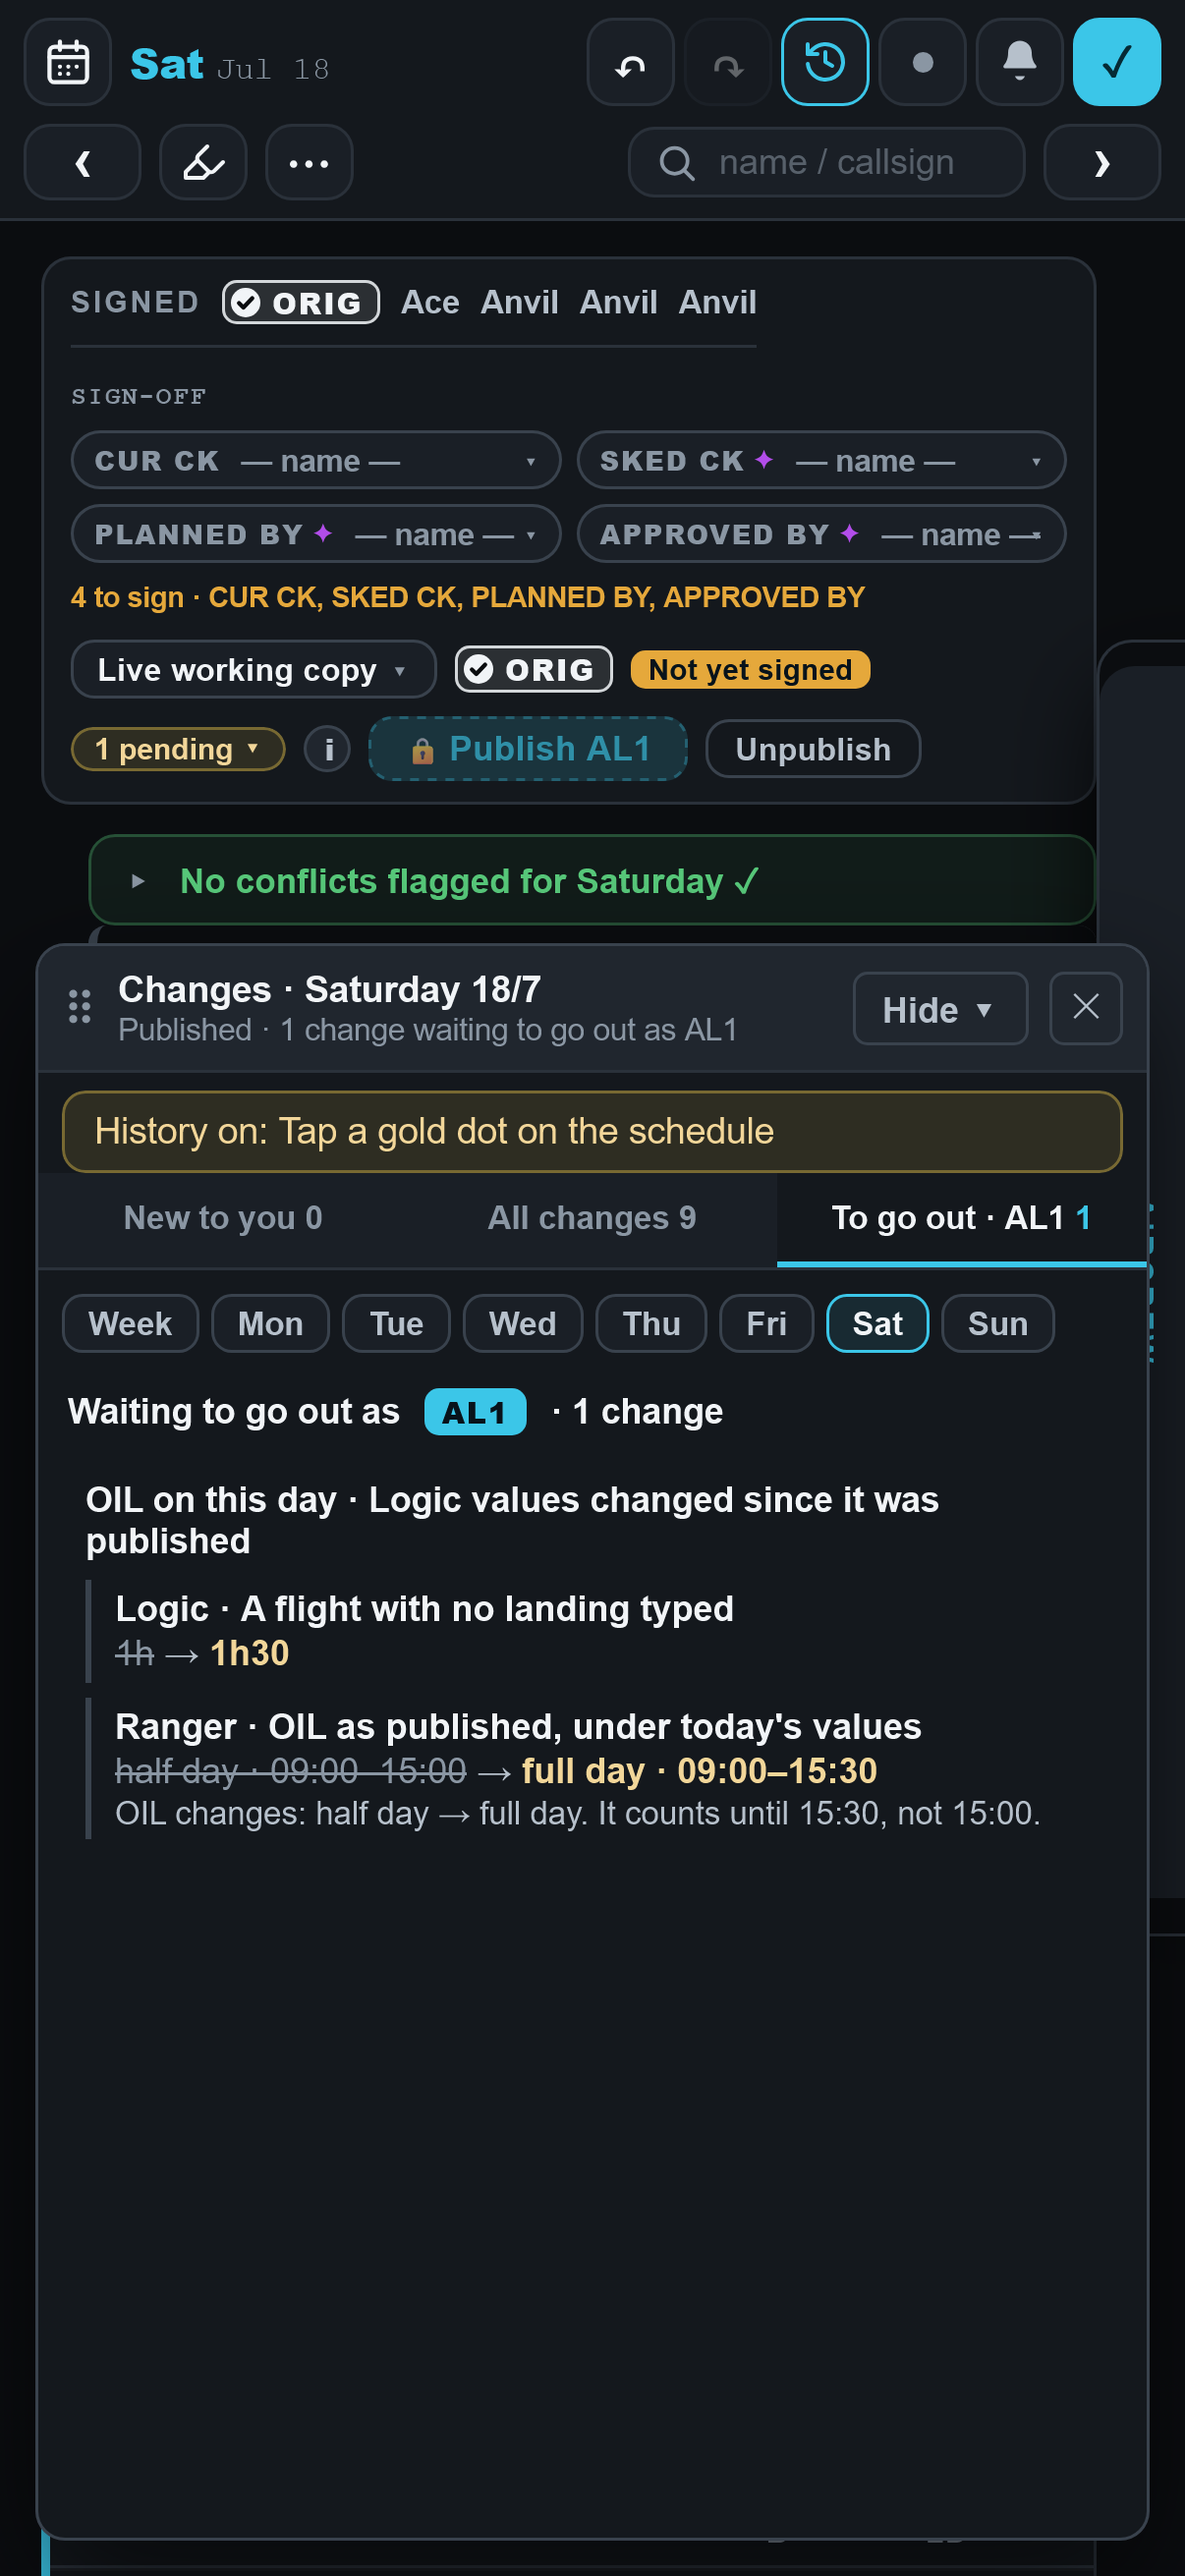 Sat Jul 18
name / callsign
SIGNED ORIG Ace Anvil Anvil Anvil
SIGN-OFF
CUR CK — name —
SKED CK — name —
PLANNED BY — name —
APPROVED BY — name —
4 to sign · CUR CK, SKED CK, PLANNED BY, APPROVED BY
Live working copy ORIG Not yet signed
1 pending i Publish AL1 Unpublish
No conflicts flagged for Saturday ✓
Changes · Saturday 18/7
Published · 1 change waiting to go out as AL1
Hide
History on: Tap a gold dot on the schedule
New to you 0 All changes 9 To go out · AL1 1
Week Mon Tue Wed Thu Fri Sat Sun
Waiting to go out as AL1 · 1 change
OIL on this day · Logic values changed since it was
published
Logic · A flight with no landing typed
1h → 1h30
Ranger · OIL as published, under today's values
half day · 09:00–15:00 → full day · 09:00–15:30
OIL changes: half day → full day. It counts until 15:30, not 15:00.